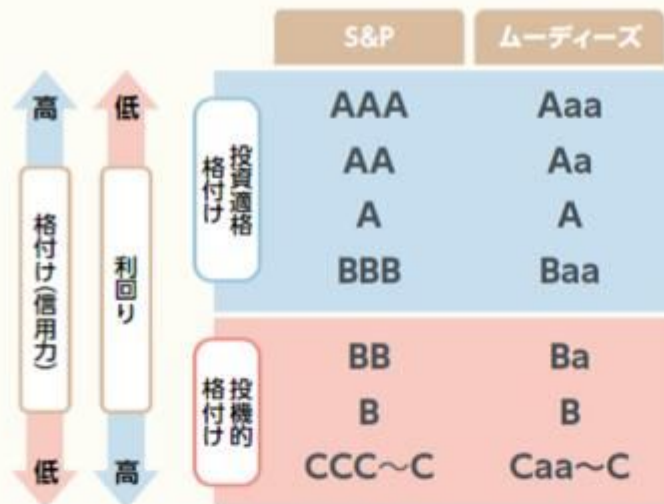 S&P ムーディーズ
高 低
格付け(信用力)
利回り
低 高
投資適格
格付け
AAA Aaa
AA Aa
A A
BBB Baa
投機的
格付け
BB Ba
B B
CCC～C Caa～C